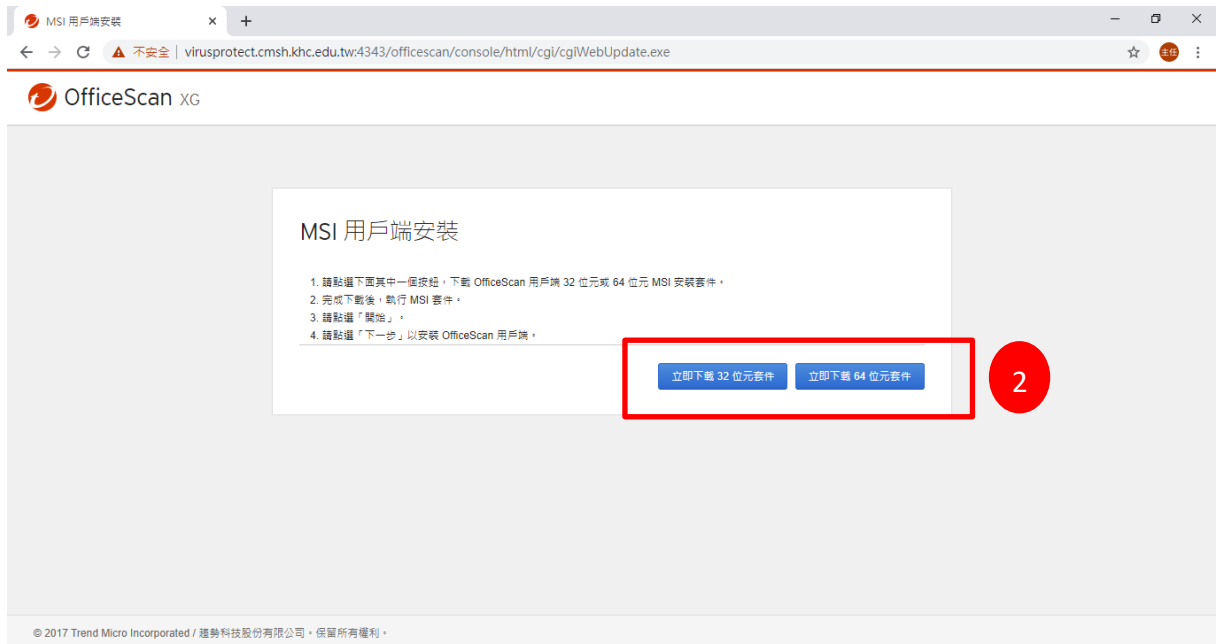 MSI 用戶端安裝
不安全 | virusprotect.cmsh.khc.edu.tw:4343/officescan/console/html/cgi/cgiWebUpdate.exe
主任
OfficeScan XG
MSI 用戶端安裝
1. 請點選下面其中一個按鈕，下載 OfficeScan 用戶端 32 位元或 64 位元 MSI 安裝套件。
2. 完成下載後，執行 MSI 套件。
3. 請點選「開始」。
4. 請點選「下一步」以安裝 OfficeScan 用戶端。
立即下載 32 位元套件 立即下載 64 位元套件
2
© 2017 Trend Micro Incorporated / 趨勢科技股份有限公司。保留所有權利。